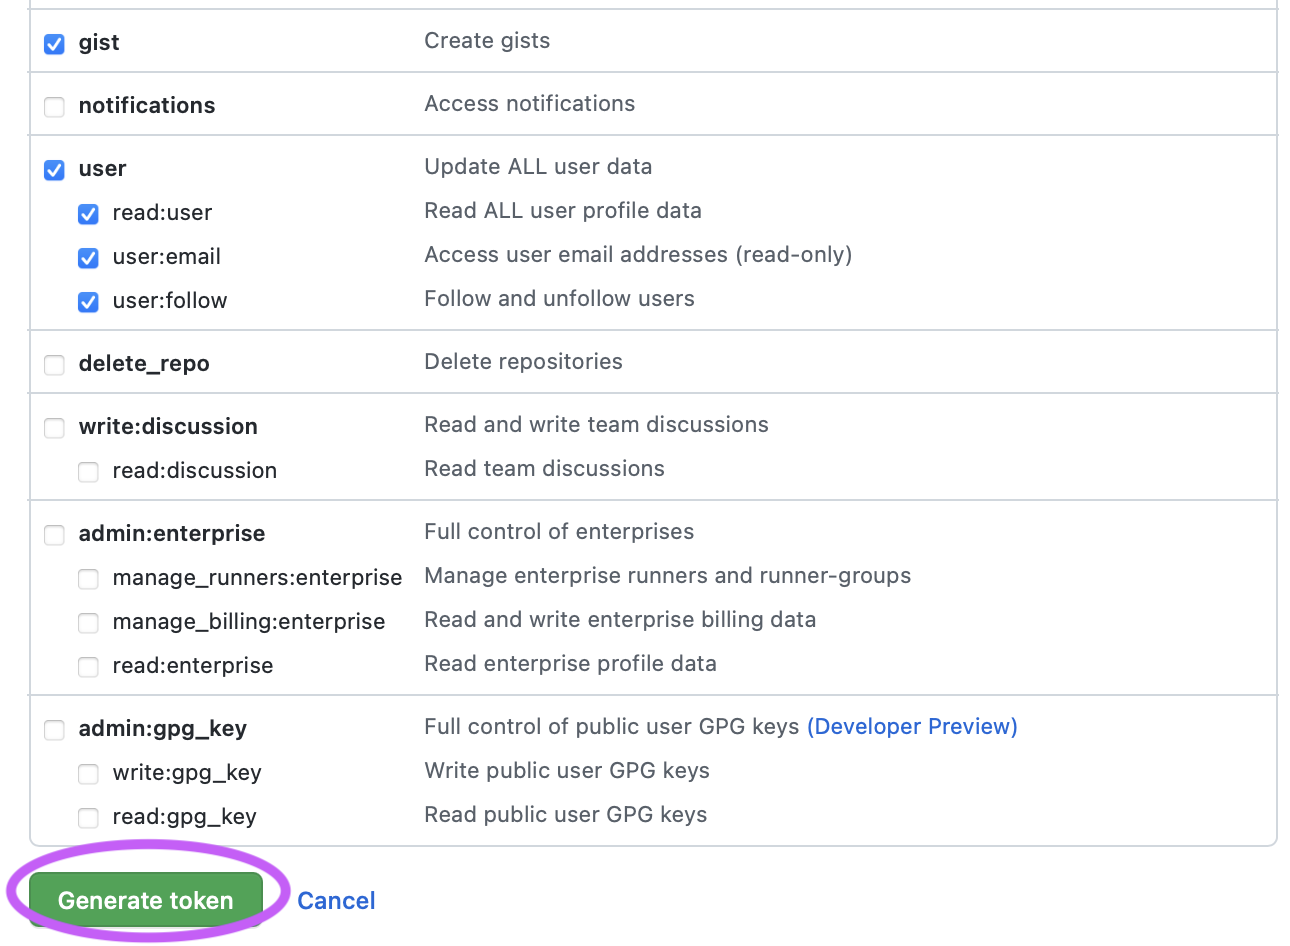 gist Create gists
notifications Access notifications
user Update ALL user data
read:user Read ALL user profile data
user:email Access user email addresses (read-only)
user:follow Follow and unfollow users
delete_repo Delete repositories
write:discussion Read and write team discussions
read:discussion Read team discussions
admin:enterprise Full control of enterprises
manage_runners:enterprise Manage enterprise runners and runner-groups
manage_billing:enterprise Read and write enterprise billing data
read:enterprise Read enterprise profile data
admin:gpg_key Full control of public user GPG keys (Developer Preview)
write:gpg_key Write public user GPG keys
read:gpg_key Read public user GPG keys
Generate token Cancel